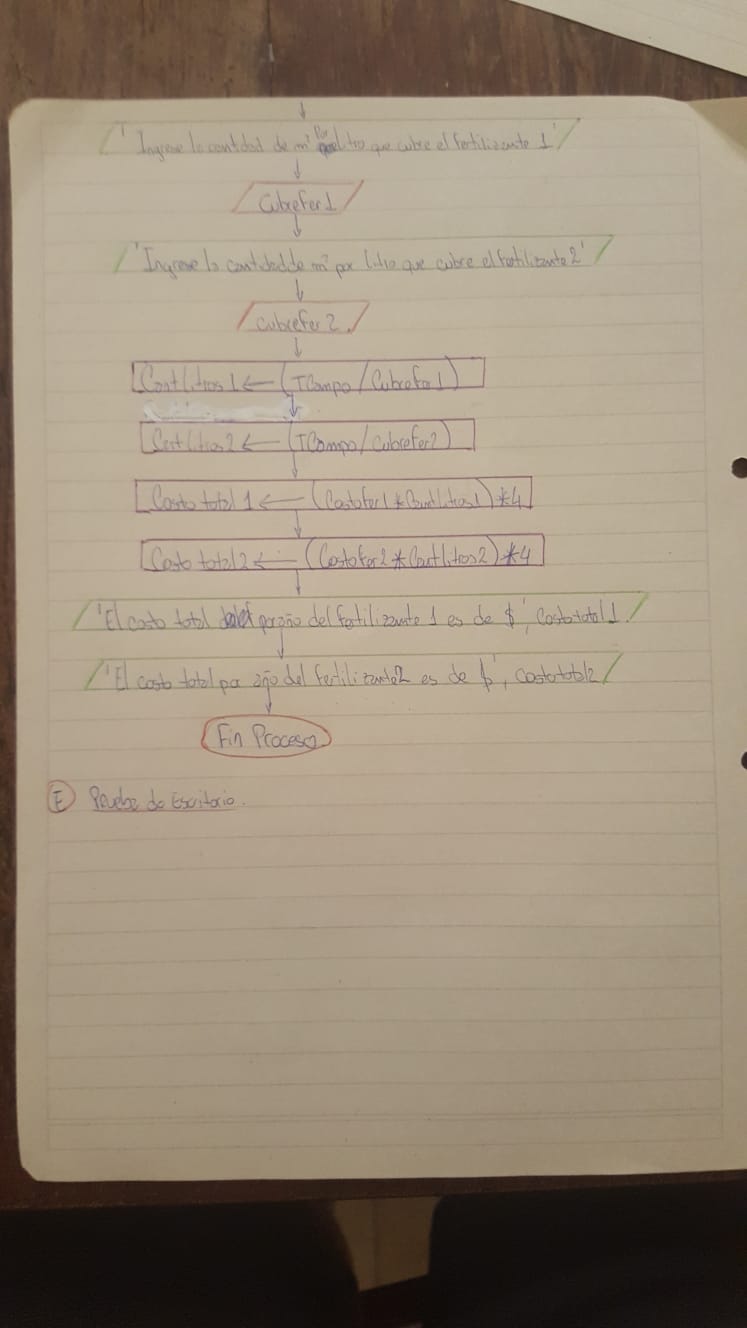 'Ingrese la cantidad de m² por litro que cubre el fertilizante 1'
Cubrefer1
'Ingrese la cantidad de m² por litro que cubre el fertilizante 2'
Cubrefer2
CantLitros1 ← (TCampo/Cubrefer1)
CantLitros2 ← (TCampo/Cubrefer2)
Costo total 1 ← (Costofer1*CantLitros1)*4
Costo total 2 ← (Costofer2*CantLitros2)*4
'El costo total por año del fertilizante 1 es de $', Costototal1
'El costo total por año del fertilizante2 es de $', Costototal2
Fin Proceso
E Prueba de Escritorio.